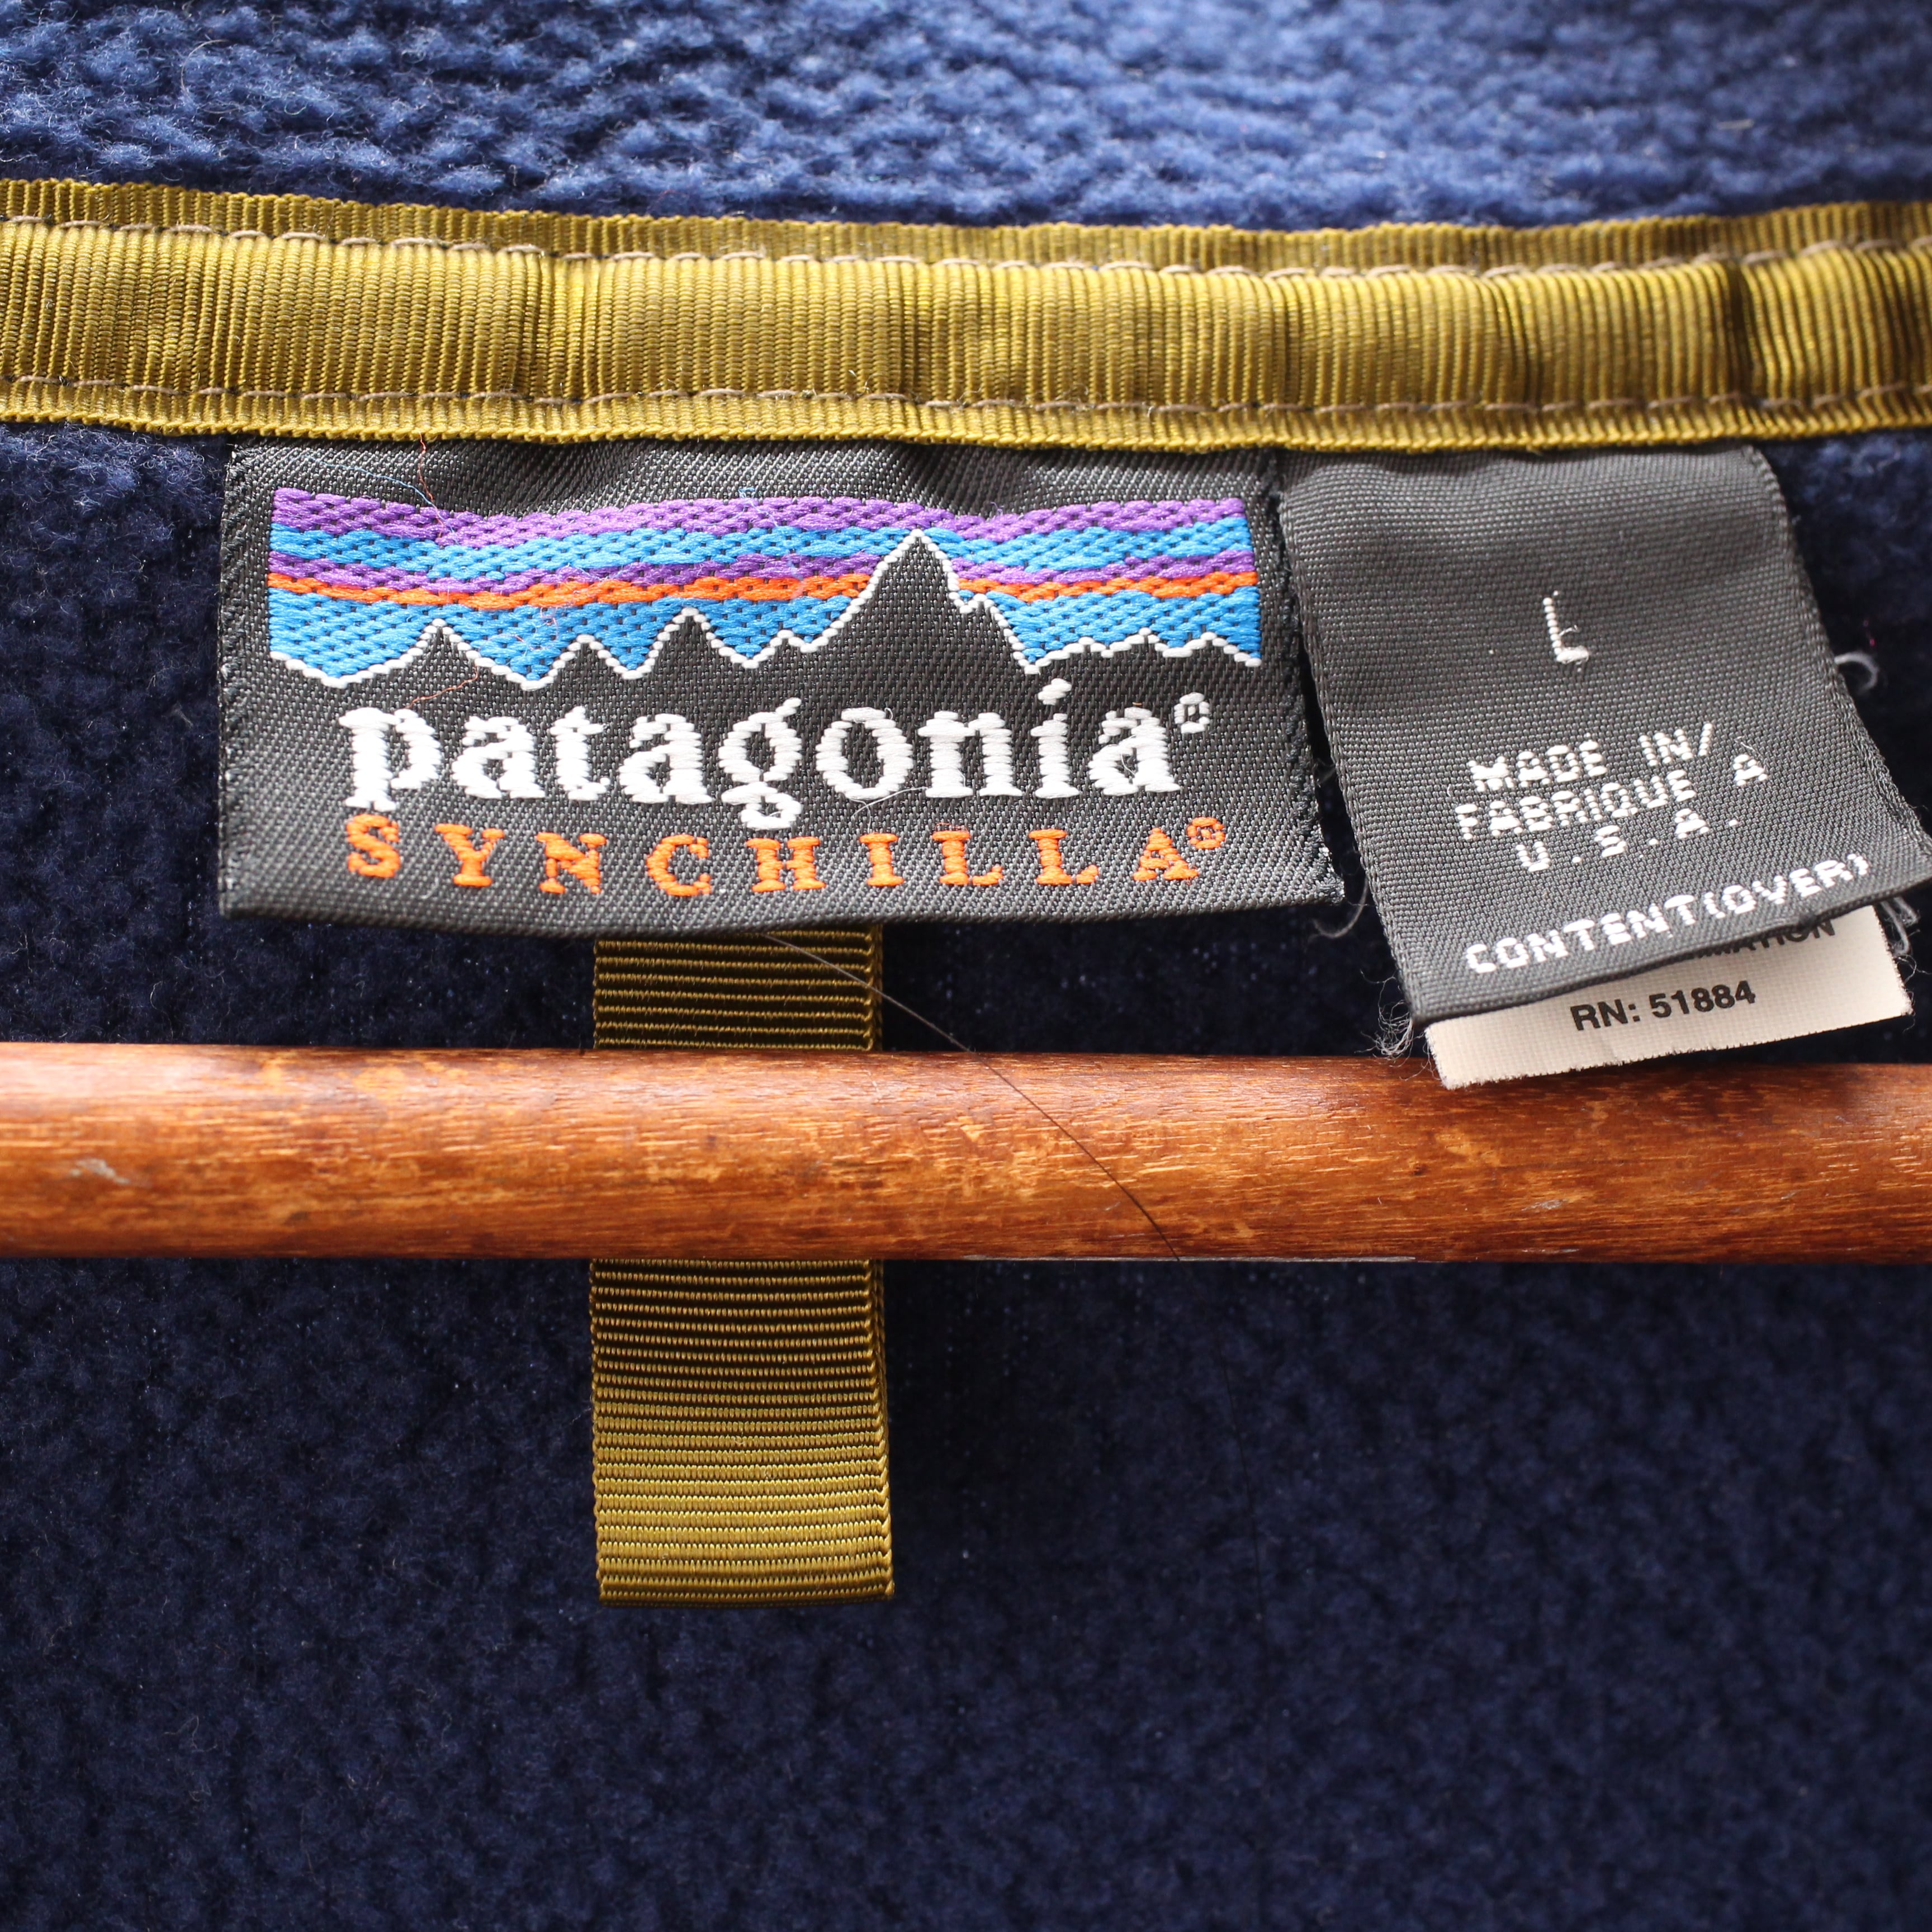 patagonia®
SYNCHILLA®
L
MADE IN/
FABRIQUE A
U.S.A.
CONTENT(OVER)
RN: 51884